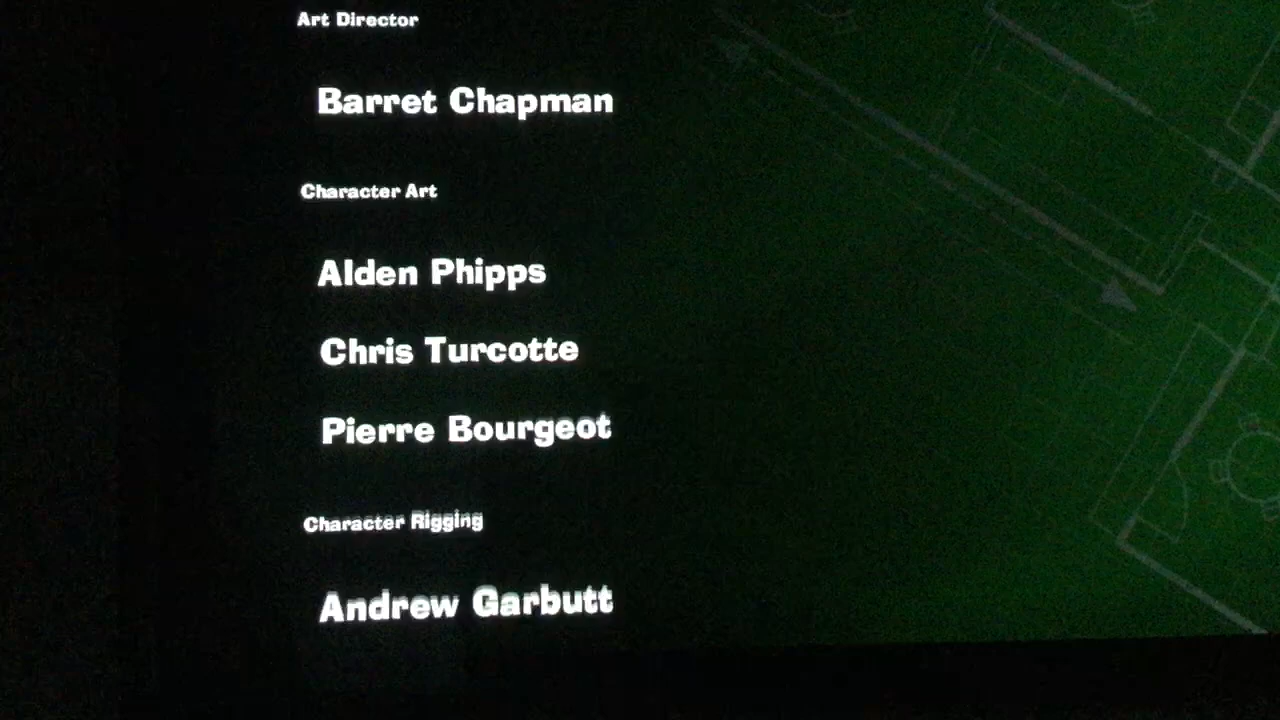 Art Director
Barret Chapman
Character Art
Alden Phipps
Chris Turcotte
Pierre Bourgeot
Character Rigging
Andrew Garbutt